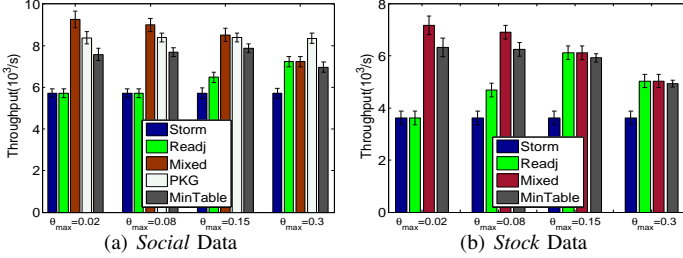 Throughput(10³/s)
10
8
6
4
2
0
Storm
Readj
Mixed
PKG
MinTable
θmax=0.02
θmax=0.08
θmax=0.15
θmax=0.3
(a) Social Data
Throughput(10³/s)
8
6
4
2
0
Storm
Readj
Mixed
MinTable
θmax=0.02
θmax=0.08
θmax=0.15
θmax=0.3
(b) Stock Data